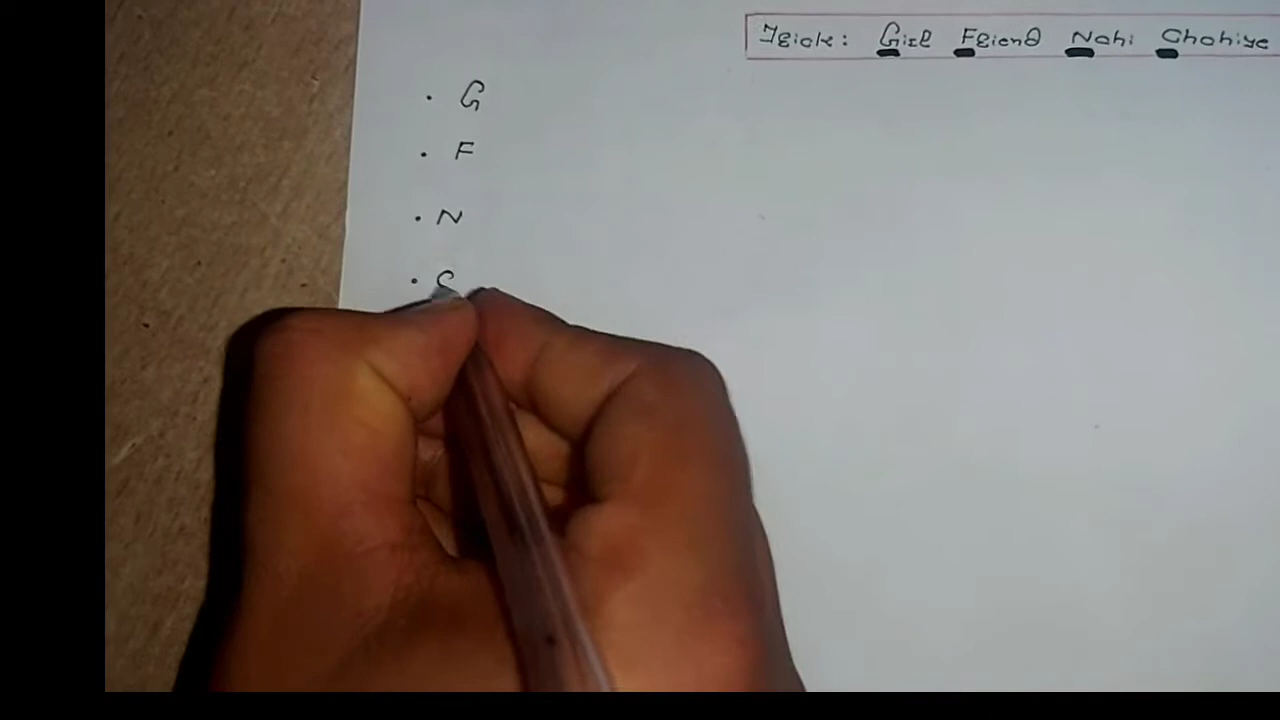 Trick: Girl Friend Nahi Chahiye
. G
. F
. N
. C